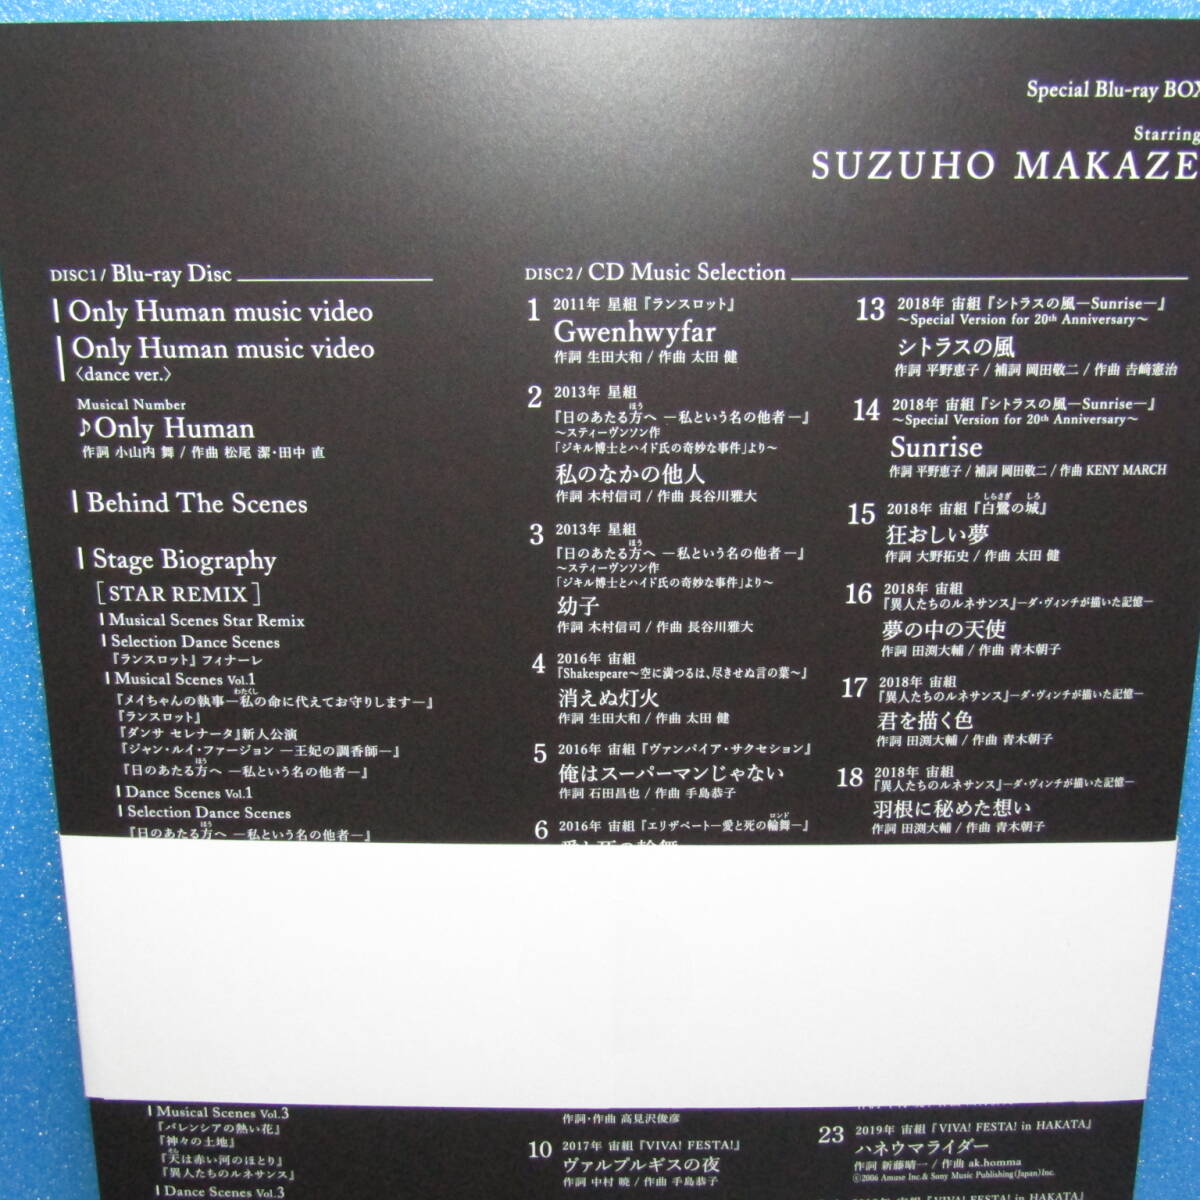 Special Blu-ray BOX
Starring
SUZUHO MAKAZE
DISC1/ Blu-ray Disc
Only Human music video
Only Human music video
〈dance ver.〉
Musical Number
♪Only Human
作詞 小山内 舞 / 作曲 松尾 潔・田中 直
Behind The Scenes
Stage Biography
[STAR REMIX]
Musical Scenes Star Remix
Selection Dance Scenes
『ランスロット』フィナーレ
Musical Scenes Vol.1
わたくし
『メイちゃんの執事―私の命に代えてお守りします―』
『ランスロット』
『ダンサ セレナータ』新人公演
『ジャン・ルイ・ファージョン ―王妃の調香師―』
ほう
『日のあたる方へ ―私という名の他者―』
Dance Scenes Vol.1
Selection Dance Scenes
ほう
『日のあたる方へ ―私という名の他者―』
Musical Scenes Vol.3
『バレンシアの熱い花』
『神々の土地』
『天は赤い河のほとり』
『異人たちのルネサンス』
Dance Scenes Vol.3
DISC2/ CD Music Selection
1 2011年 星組『ランスロット』
Gwenhwyfar
作詞 生田大和 / 作曲 太田 健
2 2013年 星組
ほう
『日のあたる方へ ―私という名の他者―』
～スティーヴンソン作
「ジキル博士とハイド氏の奇妙な事件」より～
私のなかの他人
作詞 木村信司 / 作曲 長谷川雅大
3 2013年 星組
ほう
『日のあたる方へ ―私という名の他者―』
～スティーヴンソン作
「ジキル博士とハイド氏の奇妙な事件」より～
幼子
作詞 木村信司 / 作曲 長谷川雅大
4 2016年 宙組
『Shakespeare～空に満つるは、尽きせぬ言の葉～』
消えぬ灯火
作詞 生田大和 / 作曲 太田 健
5 2016年 宙組『ヴァンパイア・サクセション』
俺はスーパーマンじゃない
作詞 石田昌也 / 作曲 手島恭子
ロンド
6 2016年 宙組『エリザベート―愛と死の輪舞―』
作詞・作曲 高見沢俊彦
10 2017年 宙組『VIVA! FESTA!』
ヴァルプルギスの夜
作詞 中村 暁 / 作曲 手島恭子
13 2018年 宙組『シトラスの風―Sunrise―』
～Special Version for 20th Anniversary～
シトラスの風
作詞 平野恵子 / 補詞 岡田敬二 / 作曲 吉﨑憲治
14 2018年 宙組『シトラスの風―Sunrise―』
～Special Version for 20th Anniversary～
Sunrise
作詞 平野恵子 / 補詞 岡田敬二 / 作曲 KENY MARCH
しらさぎ しろ
15 2018年 宙組『白鷺の城』
狂おしい夢
作詞 大野拓史 / 作曲 太田 健
16 2018年 宙組
『異人たちのルネサンス』―ダ・ヴィンチが描いた記憶―
夢の中の天使
作詞 田渕大輔 / 作曲 青木朝子
17 2018年 宙組
『異人たちのルネサンス』―ダ・ヴィンチが描いた記憶―
君を描く色
作詞 田渕大輔 / 作曲 青木朝子
18 2018年 宙組
『異人たちのルネサンス』―ダ・ヴィンチが描いた記憶―
羽根に秘めた想い
作詞 田渕大輔 / 作曲 青木朝子
23 2019年 宙組『VIVA! FESTA! in HAKATA』
ハネウマライダー
作詞 新藤晴一 / 作曲 ak.homma
©2006 Amuse Inc.& Sony Music Publishing(Japan)Inc.
2019年 宙組『VIVA! FESTA! in HAKATA』